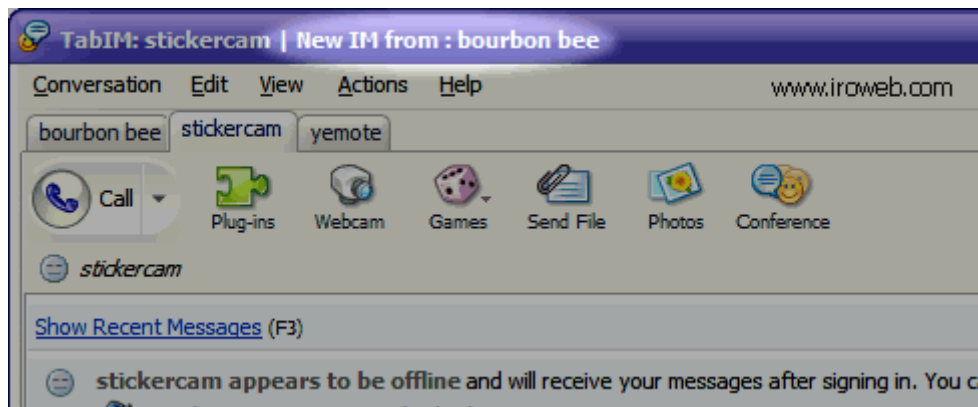 TabIM: stickercam | New IM from : bourbon bee
Conversation Edit View Actions Help www.iroweb.com
bourbon bee stickercam yemote
Call Plug-ins Webcam Games Send File Photos Conference
stickercam
Show Recent Messages (F3)
stickercam appears to be offline and will receive your messages after signing in. You